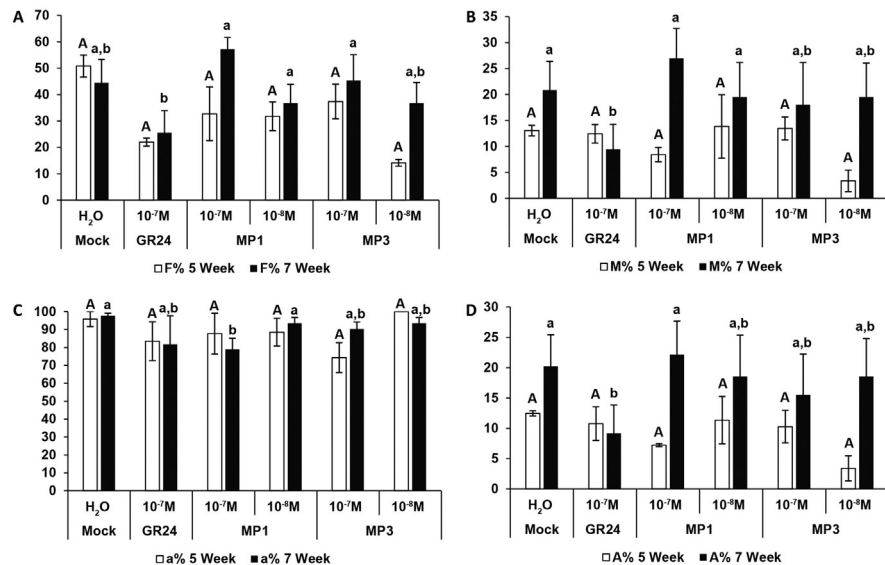 A
70
60
50
40
30
20
10
0
A a,b A b A a A a A a A a,b
H₂O 10⁻⁷M 10⁻⁷M 10⁻⁸M 10⁻⁷M 10⁻⁸M
Mock GR24 MP1 MP3
F% 5 Week F% 7 Week
B
35
30
25
20
15
10
5
0
A a A b A a A a A a,b A a,b
H₂O 10⁻⁷M 10⁻⁷M 10⁻⁸M 10⁻⁷M 10⁻⁸M
Mock GR24 MP1 MP3
M% 5 Week M% 7 Week
C
100
90
80
70
60
50
40
30
20
10
0
A a A a,b A b A a A a,b A a,b
H₂O 10⁻⁷M 10⁻⁷M 10⁻⁸M 10⁻⁷M 10⁻⁸M
Mock GR24 MP1 MP3
a% 5 Week a% 7 Week
D
30
25
20
15
10
5
0
A a A b A a A a,b A a,b A a,b
H₂O 10⁻⁷M 10⁻⁷M 10⁻⁸M 10⁻⁷M 10⁻⁸M
Mock GR24 MP1 MP3
A% 5 Week A% 7 Week